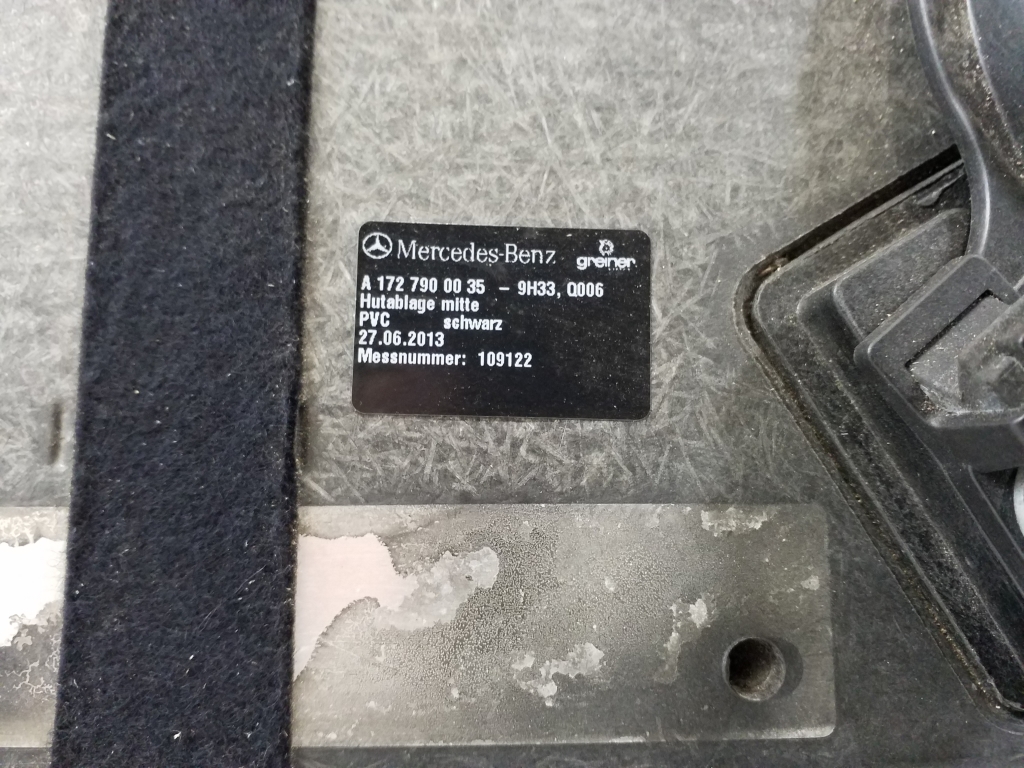 Mercedes-Benz greiner
A 172 790 00 35 - 9H33, Q006
Hutablage mitte
PVC schwarz
27.06.2013
Messnummer: 109122